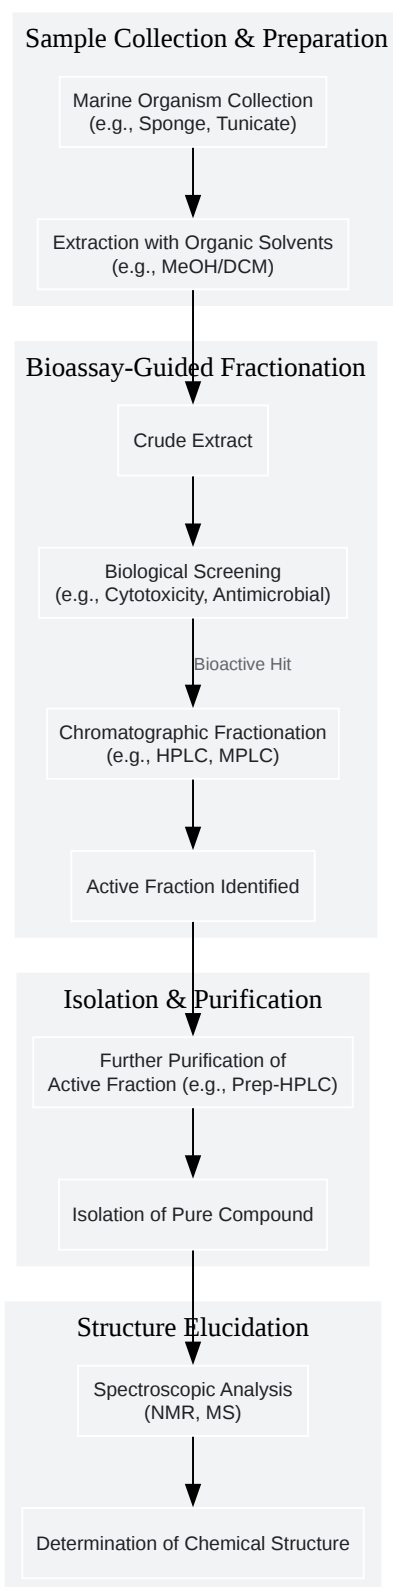 Sample Collection & Preparation
Marine Organism Collection
(e.g., Sponge, Tunicate)
Extraction with Organic Solvents
(e.g., MeOH/DCM)
Bioassay-Guided Fractionation
Crude Extract
Biological Screening
(e.g., Cytotoxicity, Antimicrobial)
Bioactive Hit
Chromatographic Fractionation
(e.g., HPLC, MPLC)
Active Fraction Identified
Isolation & Purification
Further Purification of
Active Fraction (e.g., Prep-HPLC)
Isolation of Pure Compound
Structure Elucidation
Spectroscopic Analysis
(NMR, MS)
Determination of Chemical Structure